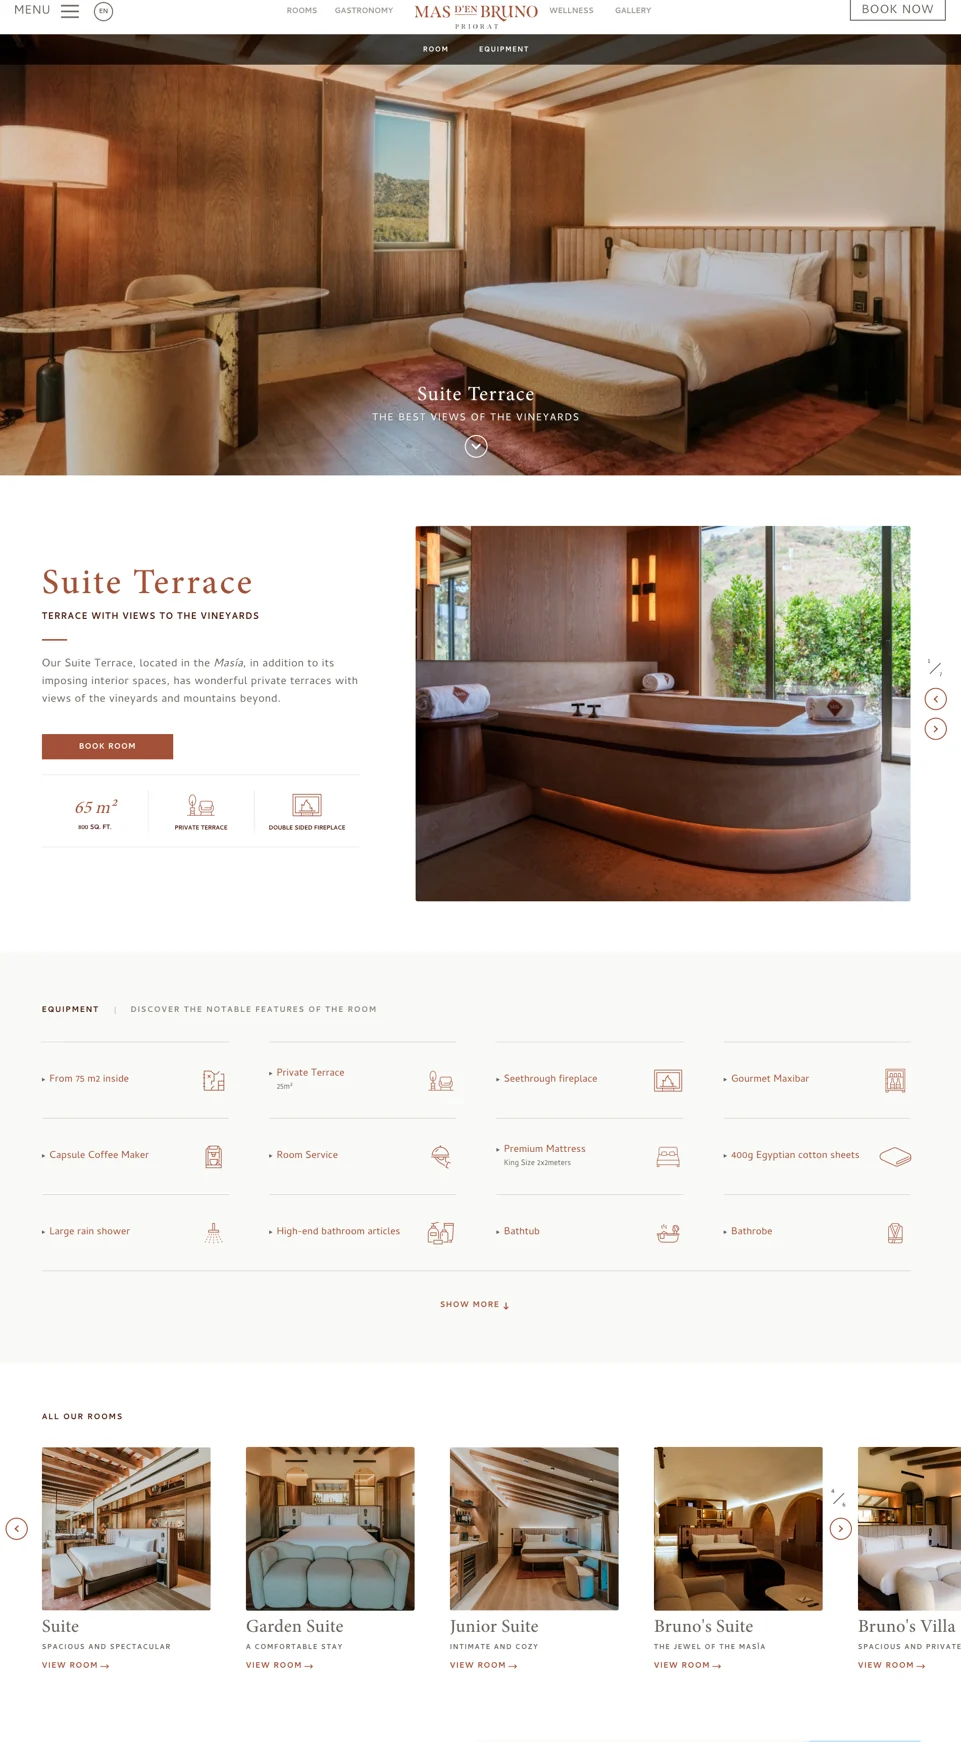 MENU
EN
ROOMS
GASTRONOMY
MAS D'EN BRUNO
PRIORAT
WELLNESS
GALLERY
BOOK NOW
ROOM
EQUIPMENT
Suite Terrace
THE BEST VIEWS OF THE VINEYARDS
Suite Terrace
TERRACE WITH VIEWS TO THE VINEYARDS
Our Suite Terrace, located in the Masía, in addition to its
imposing interior spaces, has wonderful private terraces with
views of the vineyards and mountains beyond.
BOOK ROOM
65 m²
800 SQ. FT.
PRIVATE TERRACE
DOUBLE SIDED FIREPLACE
1/7
EQUIPMENT | DISCOVER THE NOTABLE FEATURES OF THE ROOM
From 75 m2 inside
Private Terrace
25m²
Seethrough fireplace
Gourmet Maxibar
Capsule Coffee Maker
Room Service
Premium Mattress
King Size 2x2meters
400g Egyptian cotton sheets
Large rain shower
High-end bathroom articles
Bathtub
Bathrobe
SHOW MORE ↓
ALL OUR ROOMS
4/6
Suite
SPACIOUS AND SPECTACULAR
VIEW ROOM →
Garden Suite
A COMFORTABLE STAY
VIEW ROOM →
Junior Suite
INTIMATE AND COZY
VIEW ROOM →
Bruno's Suite
THE JEWEL OF THE MASÍA
VIEW ROOM →
Bruno's Villa
SPACIOUS AND PRIVATE
VIEW ROOM →